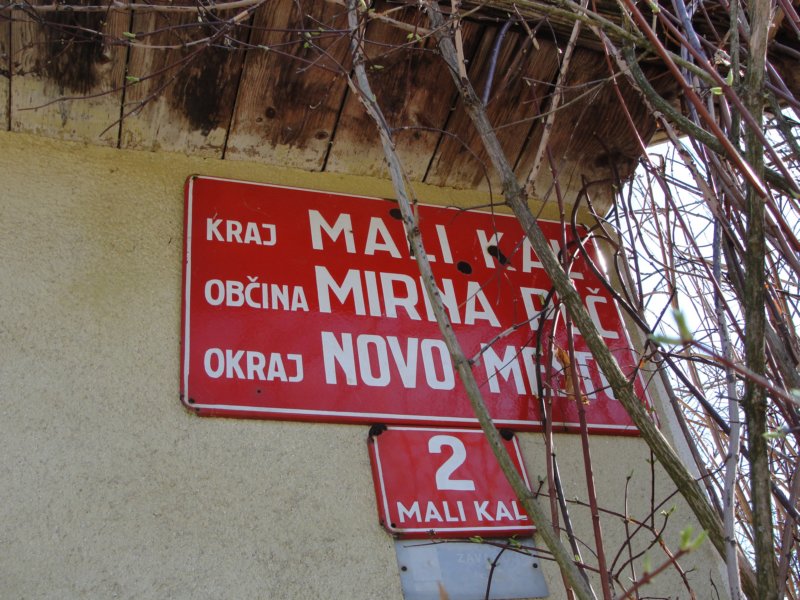 KRAJ MALI KAL
OBČINA MIRNA PEČ
OKRAJ NOVO MESTO
2
MALI KAL